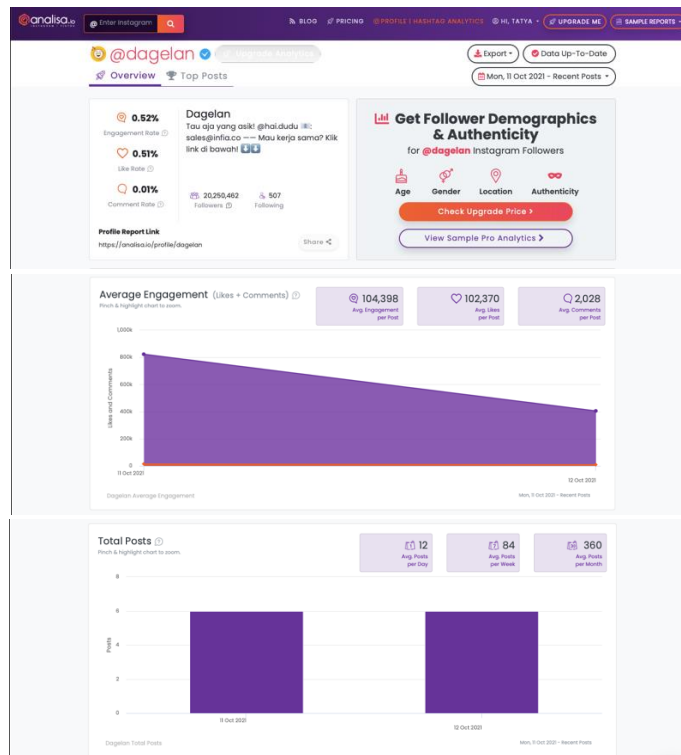 analisa.io
@ Enter Instagram
BLOG
PRICING
PROFILE | HASHTAG ANALYTICS
HI, TATYA
UPGRADE ME
SAMPLE REPORTS
@dagelan
Upgrade Analytics
Export
Data Up-To-Date
Overview
Top Posts
Mon, 11 Oct 2021 - Recent Posts
0.52%
Engagement Rate
0.51%
Like Rate
0.01%
Comment Rate
Dagelan
Tau aja yang asik! @hai.dudu
sales@infia.co —— Mau kerja sama? Klik
link di bawah!
20,250,462
Followers
507
Following
Profile Report Link
https://analisa.io/profile/dagelan
Share
Get Follower Demographics
& Authenticity
for @dagelan Instagram Followers
Age
Gender
Location
Authenticity
Check Upgrade Price >
View Sample Pro Analytics >
Average Engagement (Likes + Comments)
Pinch & highlight chart to zoom.
104,398
Avg. Engagement
per Post
102,370
Avg. Likes
per Post
2,028
Avg. Comments
per Post
Likes and Comments
1,000k
800k
600k
400k
200k
0
11 Oct 2021
12 Oct 2021
Dagelan Average Engagement
Mon, 11 Oct 2021 - Recent Posts
Total Posts
Pinch & highlight chart to zoom.
12
Avg. Posts
per Day
84
Avg. Posts
per Week
360
Avg. Posts
per Month
Posts
8
6
4
2
0
11 Oct 2021
12 Oct 2021
Dagelan Total Posts
Mon, 11 Oct 2021 - Recent Posts